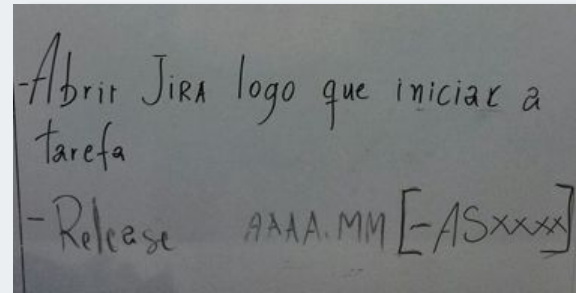 -Abrir JIRA logo que iniciar a
tarefa
-Release AAAA.MM [-ASxxxx]